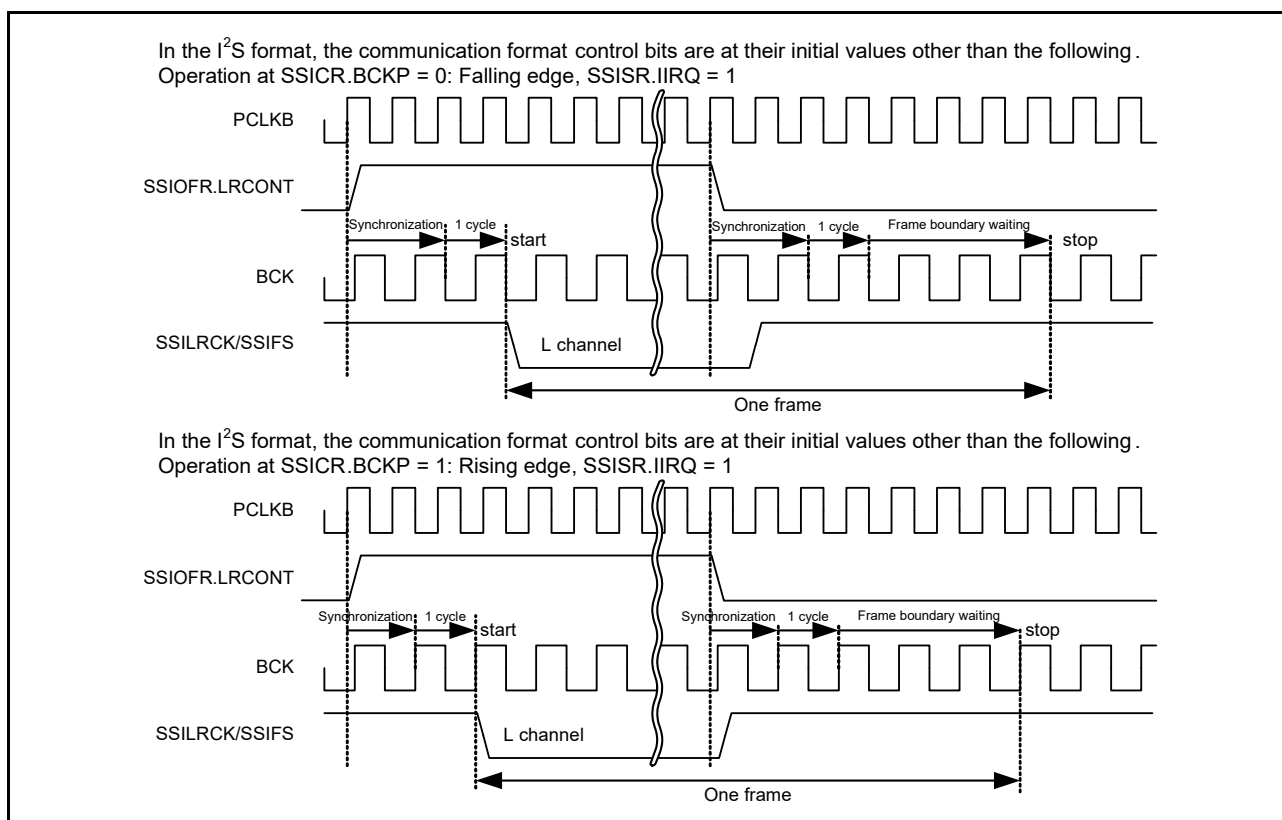 In the I²S format, the communication format control bits are at their initial values other than the following .
Operation at SSICR.BCKP = 0: Falling edge, SSISR.IIRQ = 1
PCLKB
SSIOFR.LRCONT
Synchronization 1 cycle start Synchronization 1 cycle Frame boundary waiting stop
BCK
SSILRCK/SSIFS L channel
One frame
In the I²S format, the communication format control bits are at their initial values other than the following .
Operation at SSICR.BCKP = 1: Rising edge, SSISR.IIRQ = 1
PCLKB
SSIOFR.LRCONT
Synchronization 1 cycle start Synchronization 1 cycle Frame boundary waiting stop
BCK
SSILRCK/SSIFS L channel
One frame